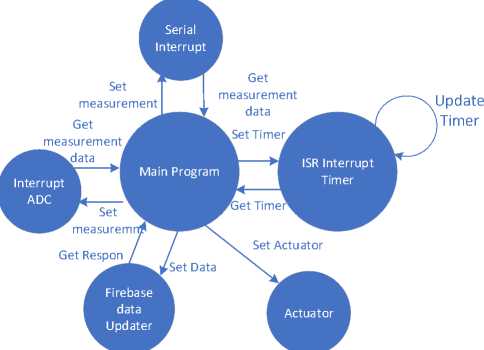 Serial
Interrupt
Set
measurement
Get
measurement
data
Update
Timer
Get
measurement
data
Set Timer
Main Program
ISR Interrupt
Timer
Interrupt
ADC
Get Timer
Set
measuremm
Get Respon
Set Data
Set Actuator
Firebase
data
Updater
Actuator